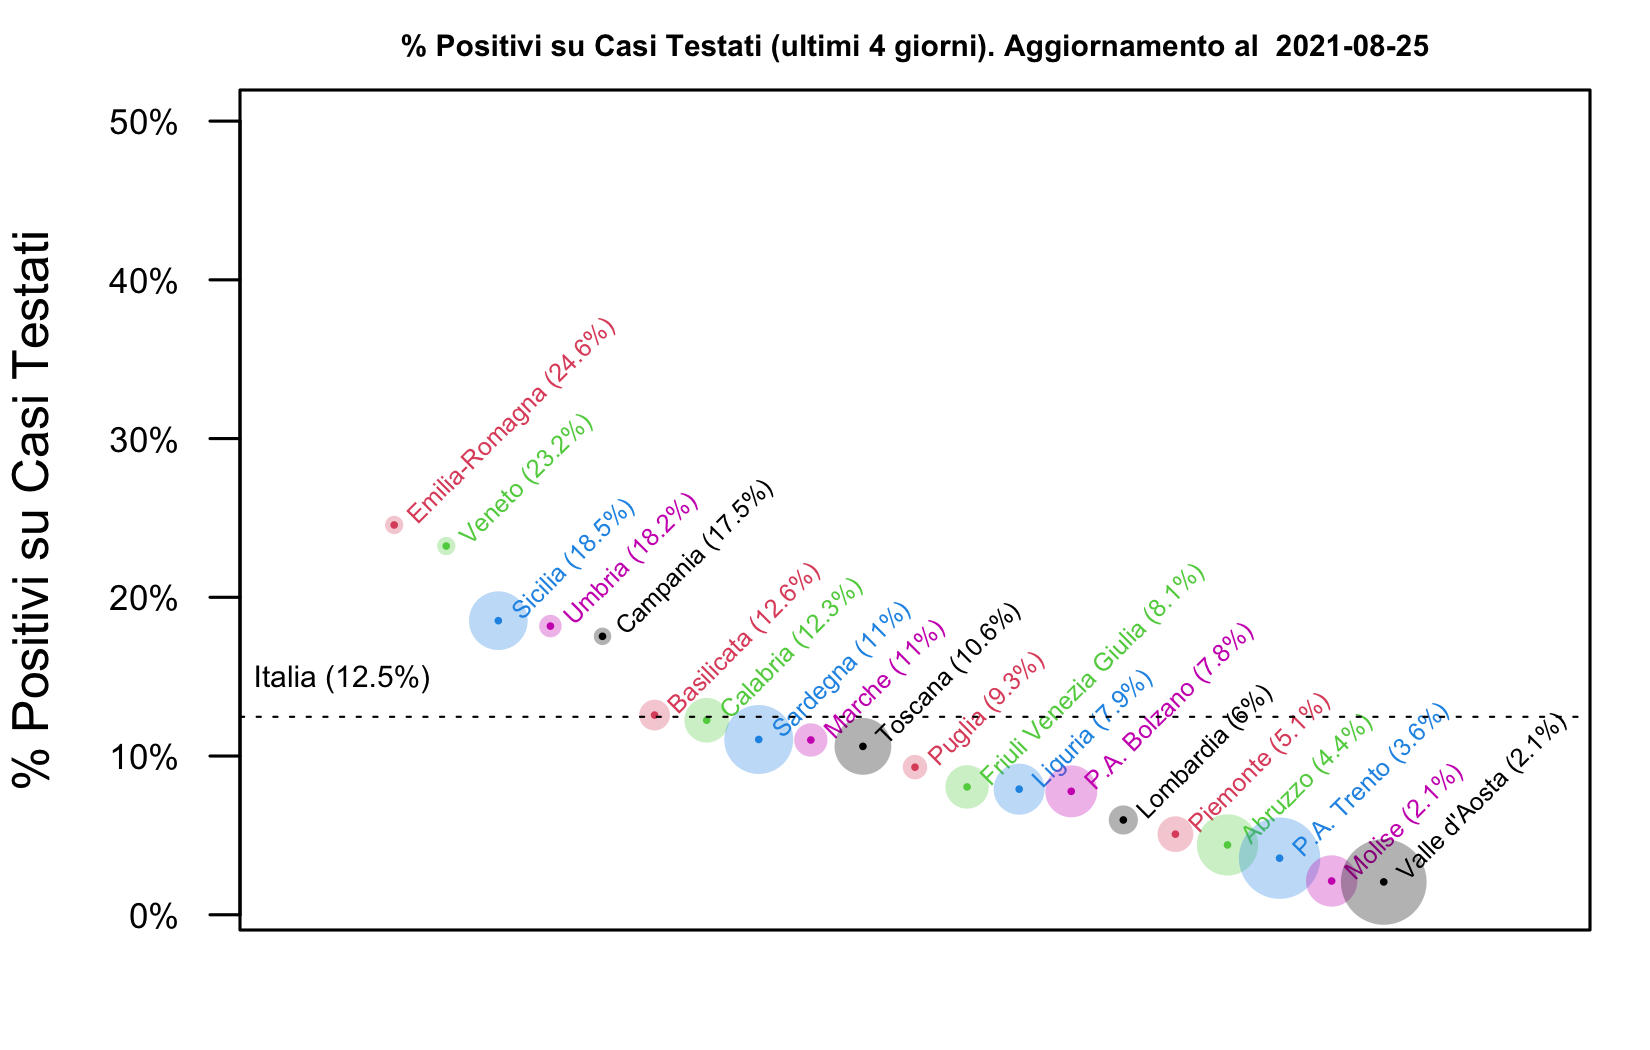 % Positivi su Casi Testati (ultimi 4 giorni). Aggiornamento al  2021-08-25
% Positivi su Casi Testati
50%
40%
30%
20%
10%
0%
Italia (12.5%)
Emilia-Romagna (24.6%)
Veneto (23.2%)
Sicilia (18.5%)
Umbria (18.2%)
Campania (17.5%)
Basilicata (12.6%)
Calabria (12.3%)
Sardegna (11%)
Marche (11%)
Toscana (10.6%)
Puglia (9.3%)
Friuli Venezia Giulia (8.1%)
Liguria (7.9%)
P.A. Bolzano (7.8%)
Lombardia (6%)
Piemonte (5.1%)
Abruzzo (4.4%)
P.A. Trento (3.6%)
Molise (2.1%)
Valle d'Aosta (2.1%)